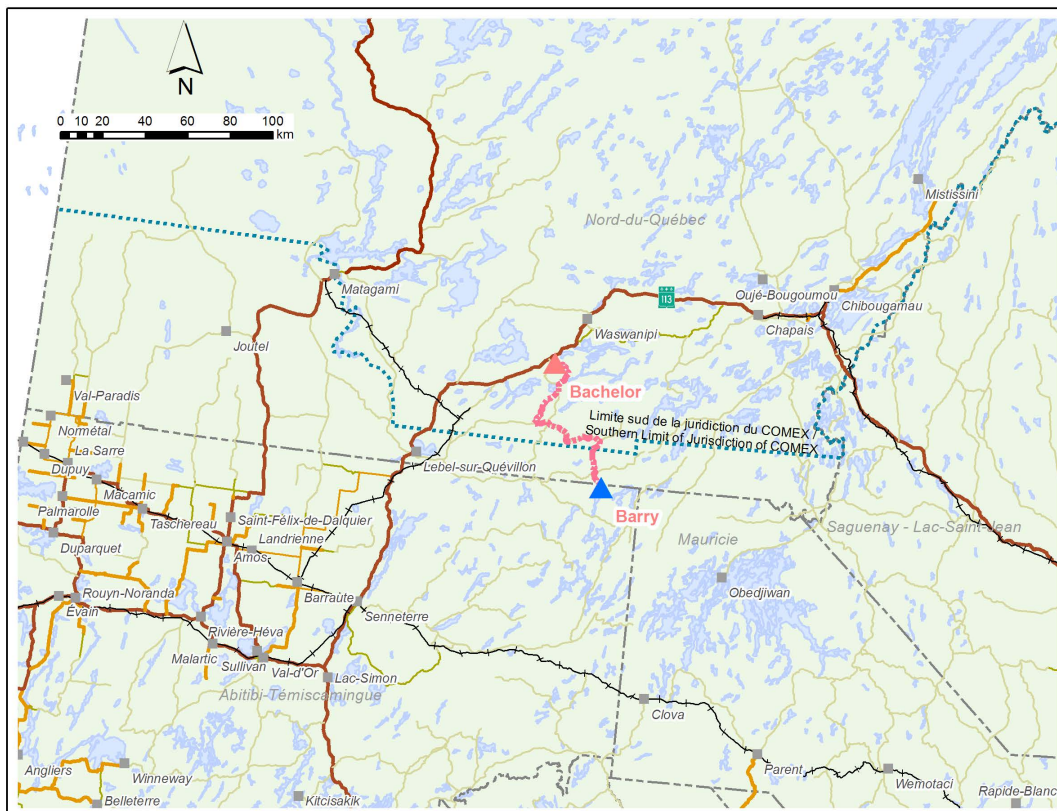 N
0 10 20 40 60 80 100
km
Mistissini
Nord-du-Québec
Matagami
113
Oujé-Bougoumou
Chibougamau
Chapais
Waswanipi
Joutel
Bachelor
Val-Paradis
Normétal
Limite sud de la juridiction du COMEX /
Southern Limit of Jurisdiction of COMEX
La Sarre
Dupuy
Lebel-sur-Quévillon
Macamic
Palmarolle
Taschereau
Saint-Félix-de-Dalquier
Barry
Saguenay - Lac-Saint-Jean
Landrienne
Mauricie
Duparquet
Amos
Obedjiwan
Rouyn-Noranda
Barraute
Évain
Senneterre
Rivière-Héva
Malartic
Sullivan
Val-d'Or
Lac-Simon
Abitibi-Témiscamingue
Clova
Parent
Angliers
Winneway
Wemotaci
Belleterre
Kitcisakik
Rapide-Blanc